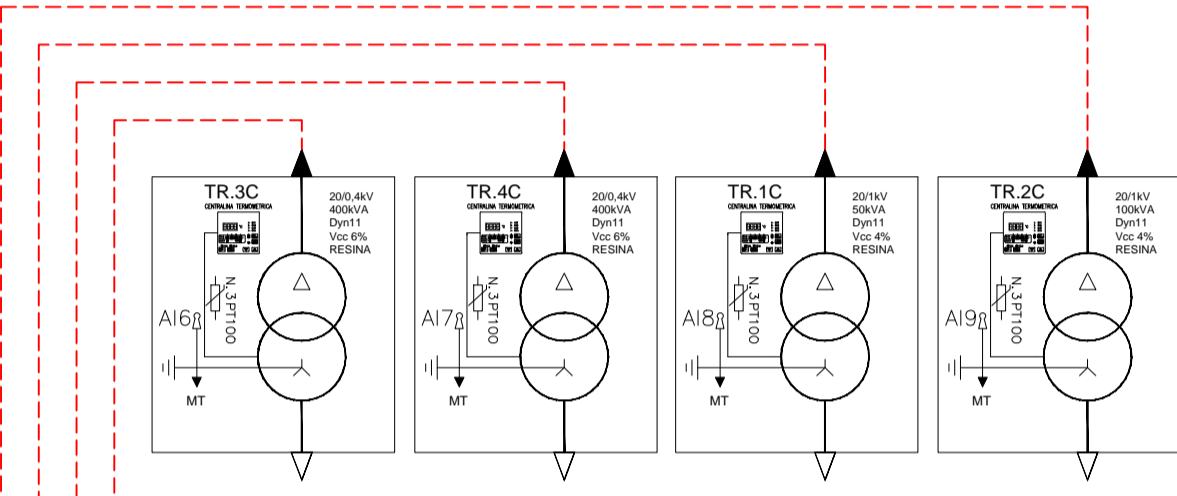 TR.3C
CENTRALINA TERMOMETRICA
20/0,4kV
400kVA
Dyn11
Vcc 6%
RESINA
N.3PT100
AI6
MT
TR.4C
CENTRALINA TERMOMETRICA
20/0,4kV
400kVA
Dyn11
Vcc 6%
RESINA
N.3PT100
AI7
MT
TR.1C
CENTRALINA TERMOMETRICA
20/1kV
50kVA
Dyn11
Vcc 4%
RESINA
N.3PT100
AI8
MT
TR.2C
CENTRALINA TERMOMETRICA
20/1kV
100kVA
Dyn11
Vcc 4%
RESINA
N.3PT100
AI9
MT